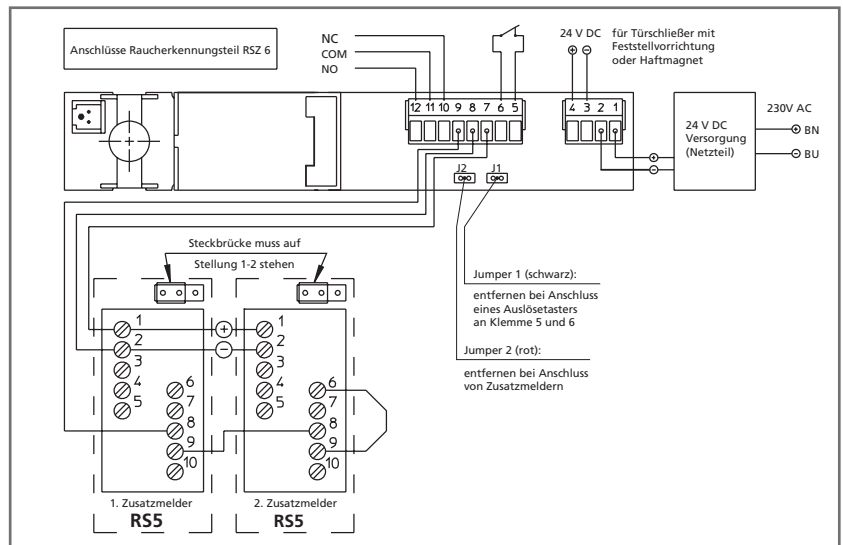 Anschlüsse Raucherkennungsteil RSZ 6
NC
COM
NO
24 V DC
für Türschließer mit
Feststellvorrichtung
oder Haftmagnet
12 11 10 9 8 7 6 5
4 3 2 1
24 V DC
Versorgung
(Netzteil)
230V AC
BN
BU
J2
J1
Steckbrücke muss auf
Stellung 1-2 stehen
Jumper 1 (schwarz):
entfernen bei Anschluss
eines Auslösetasters
an Klemme 5 und 6
Jumper 2 (rot):
entfernen bei Anschluss
von Zusatzmeldern
1
2
3
4
5
6
7
8
9
10
1. Zusatzmelder
RS5
1
2
3
4
5
6
7
8
9
10
2. Zusatzmelder
RS5